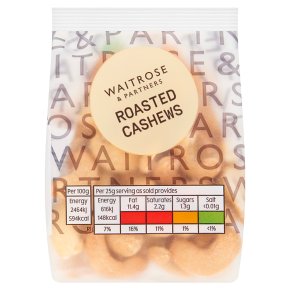 WAITROSE
& PARTNERS
ROASTED
CASHEWS
Per 100g
Per 25g serving as sold provides
Energy
2464kJ
594kcal
Energy
616kJ
148kcal
Fat
11.4g
Saturates
2.2g
Sugars
1.3g
Salt
<0.01g
RI
7%
16%
11%
1%
<1%